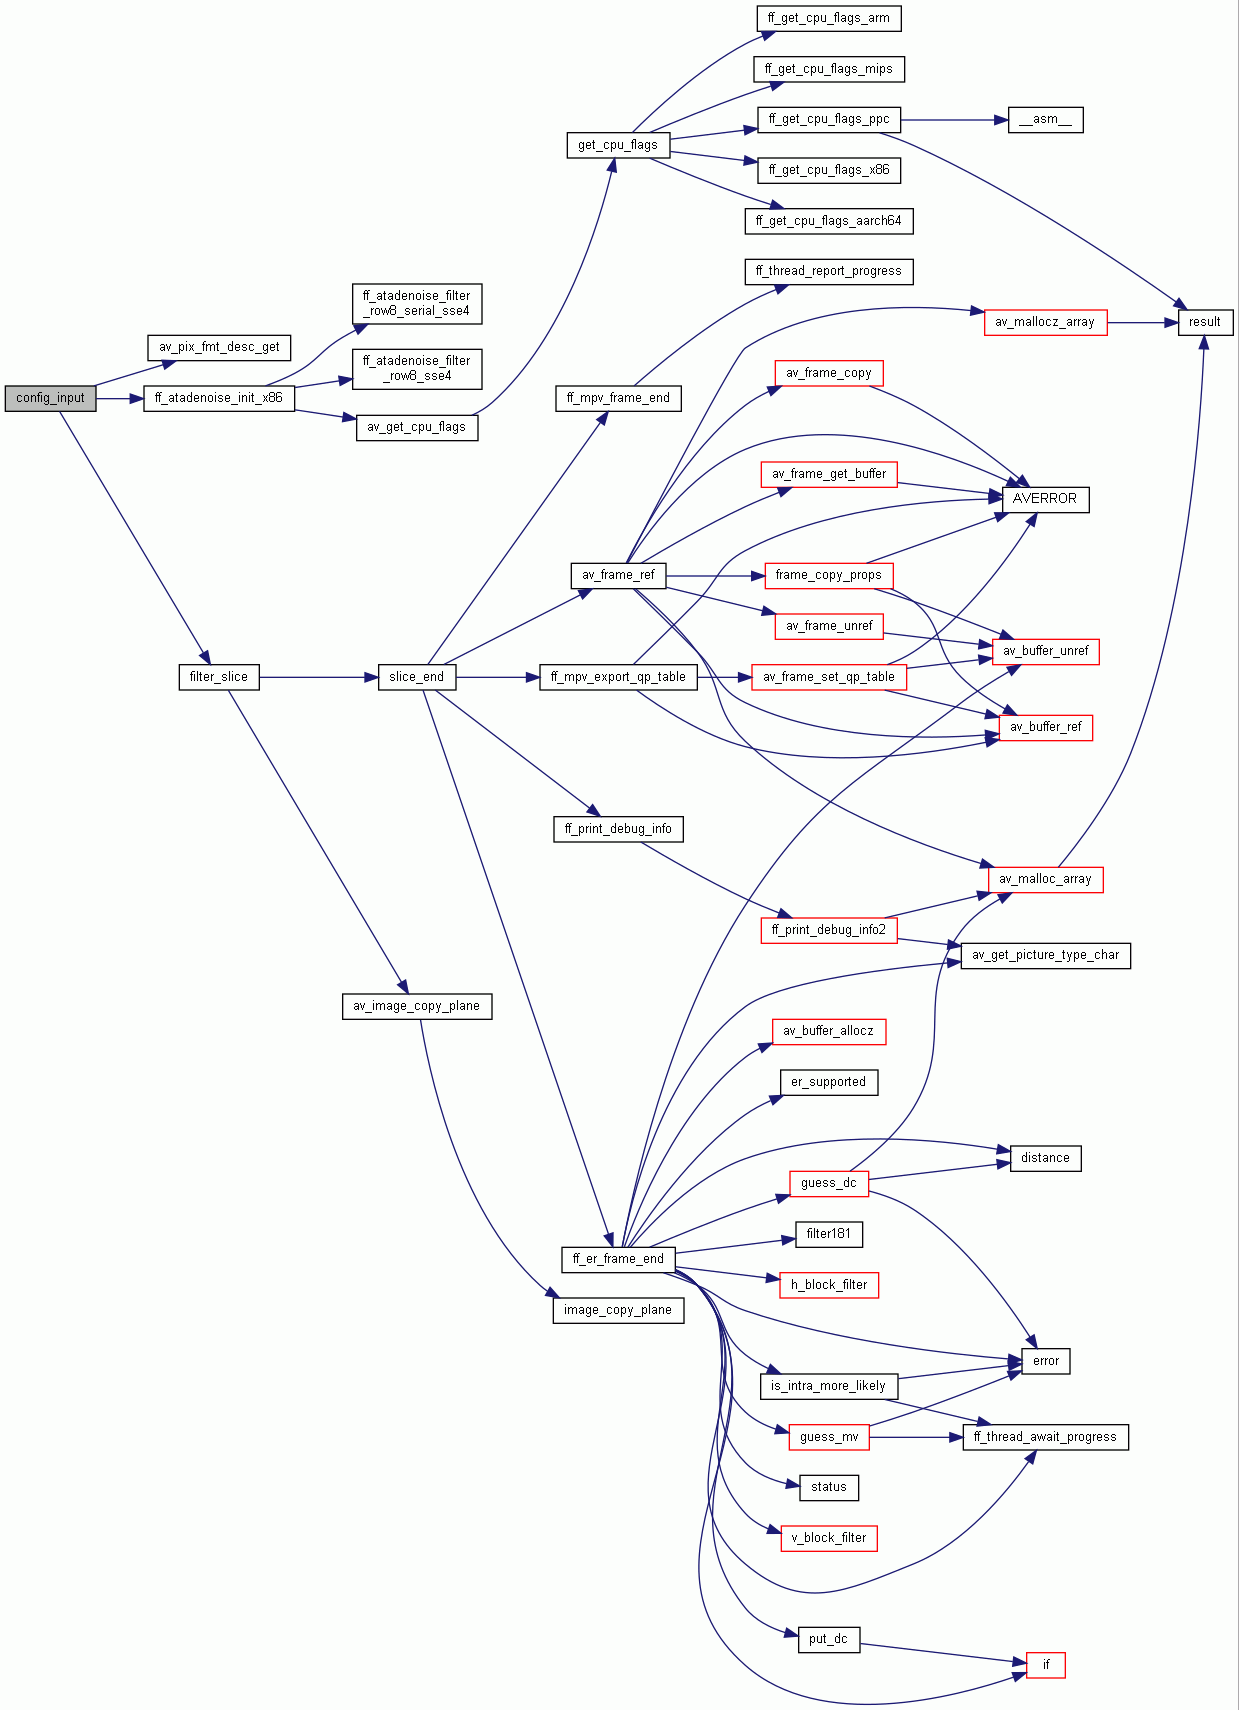 ff_get_cpu_flags_arm
ff_get_cpu_flags_mips
ff_get_cpu_flags_ppc
__asm__
get_cpu_flags
ff_get_cpu_flags_x86
ff_get_cpu_flags_aarch64
ff_thread_report_progress
ff_atadenoise_filter
_row8_serial_sse4
av_mallocz_array
result
av_pix_fmt_desc_get
ff_atadenoise_filter
_row8_sse4
av_frame_copy
config_input
ff_atadenoise_init_x86
ff_mpv_frame_end
av_get_cpu_flags
av_frame_get_buffer
AVERROR
av_frame_ref
frame_copy_props
av_frame_unref
av_buffer_unref
filter_slice
slice_end
ff_mpv_export_qp_table
av_frame_set_qp_table
av_buffer_ref
ff_print_debug_info
av_malloc_array
ff_print_debug_info2
av_get_picture_type_char
av_image_copy_plane
av_buffer_allocz
er_supported
distance
guess_dc
filter181
ff_er_frame_end
h_block_filter
image_copy_plane
error
is_intra_more_likely
guess_mv
ff_thread_await_progress
status
v_block_filter
put_dc
if